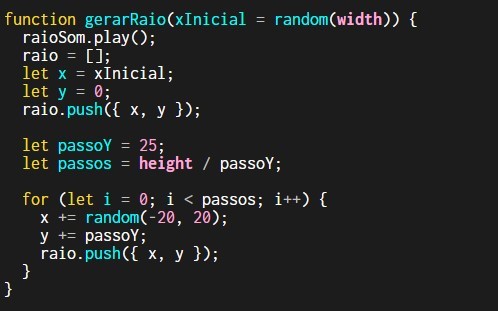 function gerarRaio(xInicial = random(width)) {
  raioSom.play();
  raio = [];
  let x = xInicial;
  let y = 0;
  raio.push({ x, y });

  let passoY = 25;
  let passos = height / passoY;

  for (let i = 0; i < passos; i++) {
    x += random(-20, 20);
    y += passoY;
    raio.push({ x, y });
  }
}